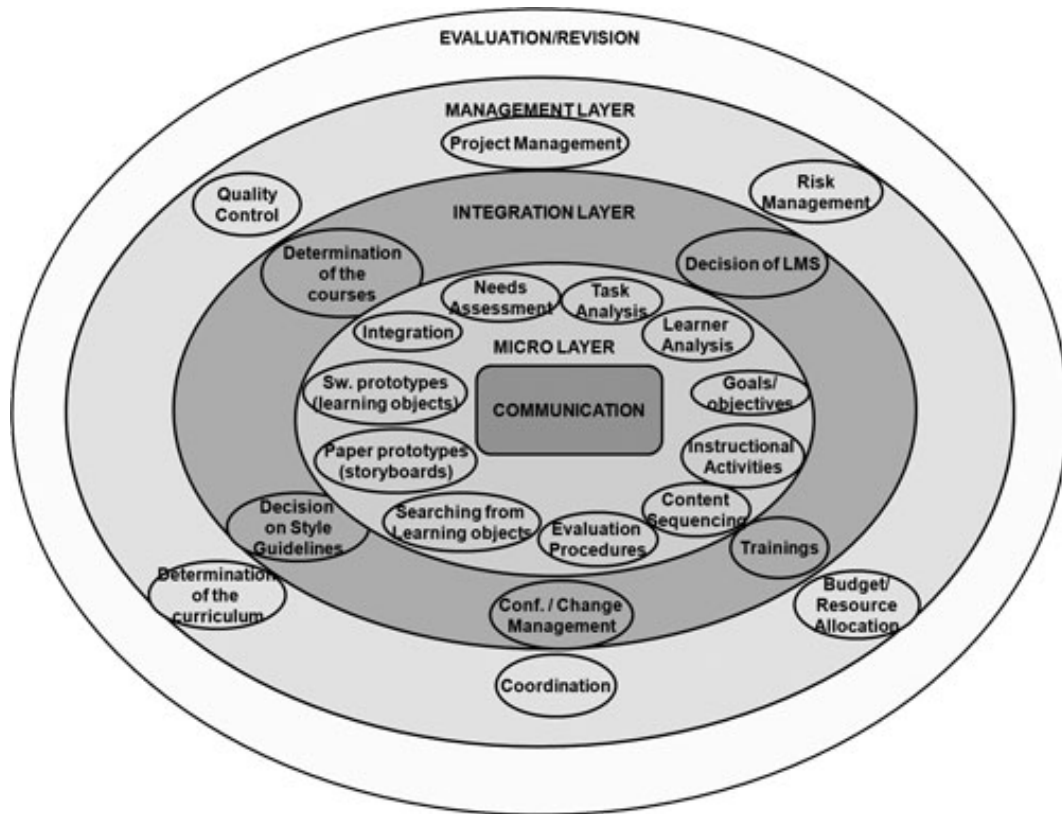 EVALUATION/REVISION
MANAGEMENT LAYER
Project Management
Quality
Control
Risk
Management
INTEGRATION LAYER
Determination
of the
courses
Decision of LMS
Needs
Assessment
Task
Analysis
Integration
Learner
Analysis
MICRO LAYER
Sw. prototypes
(learning objects)
COMMUNICATION
Goals/
objectives
Paper prototypes
(storyboards)
Instructional
Activities
Searching from
Learning objects
Evaluation
Procedures
Content
Sequencing
Decision
on Style
Guidelines
Trainings
Determination
of the
curriculum
Conf. / Change
Management
Budget/
Resource
Allocation
Coordination